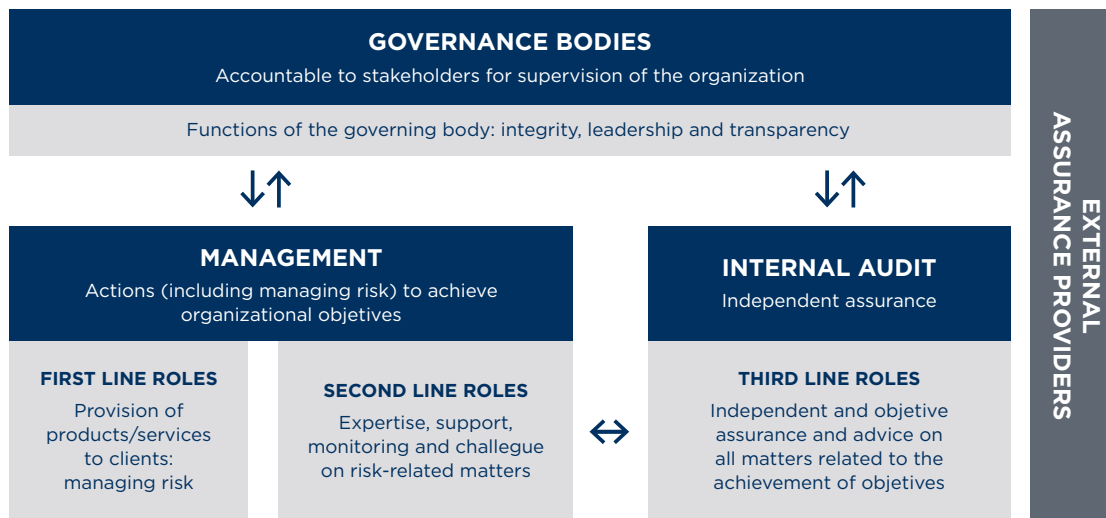 GOVERNANCE BODIES
Accountable to stakeholders for supervision of the organization
Functions of the governing body: integrity, leadership and transparency
MANAGEMENT
Actions (including managing risk) to achieve
organizational objetives
INTERNAL AUDIT
Independent assurance
FIRST LINE ROLES
Provision of
products/services
to clients:
managing risk
SECOND LINE ROLES
Expertise, support,
monitoring and challegue
on risk-related matters
THIRD LINE ROLES
Independent and objetive
assurance and advice on
all matters related to the
achievement of objetives
EXTERNAL
ASSURANCE PROVIDERS